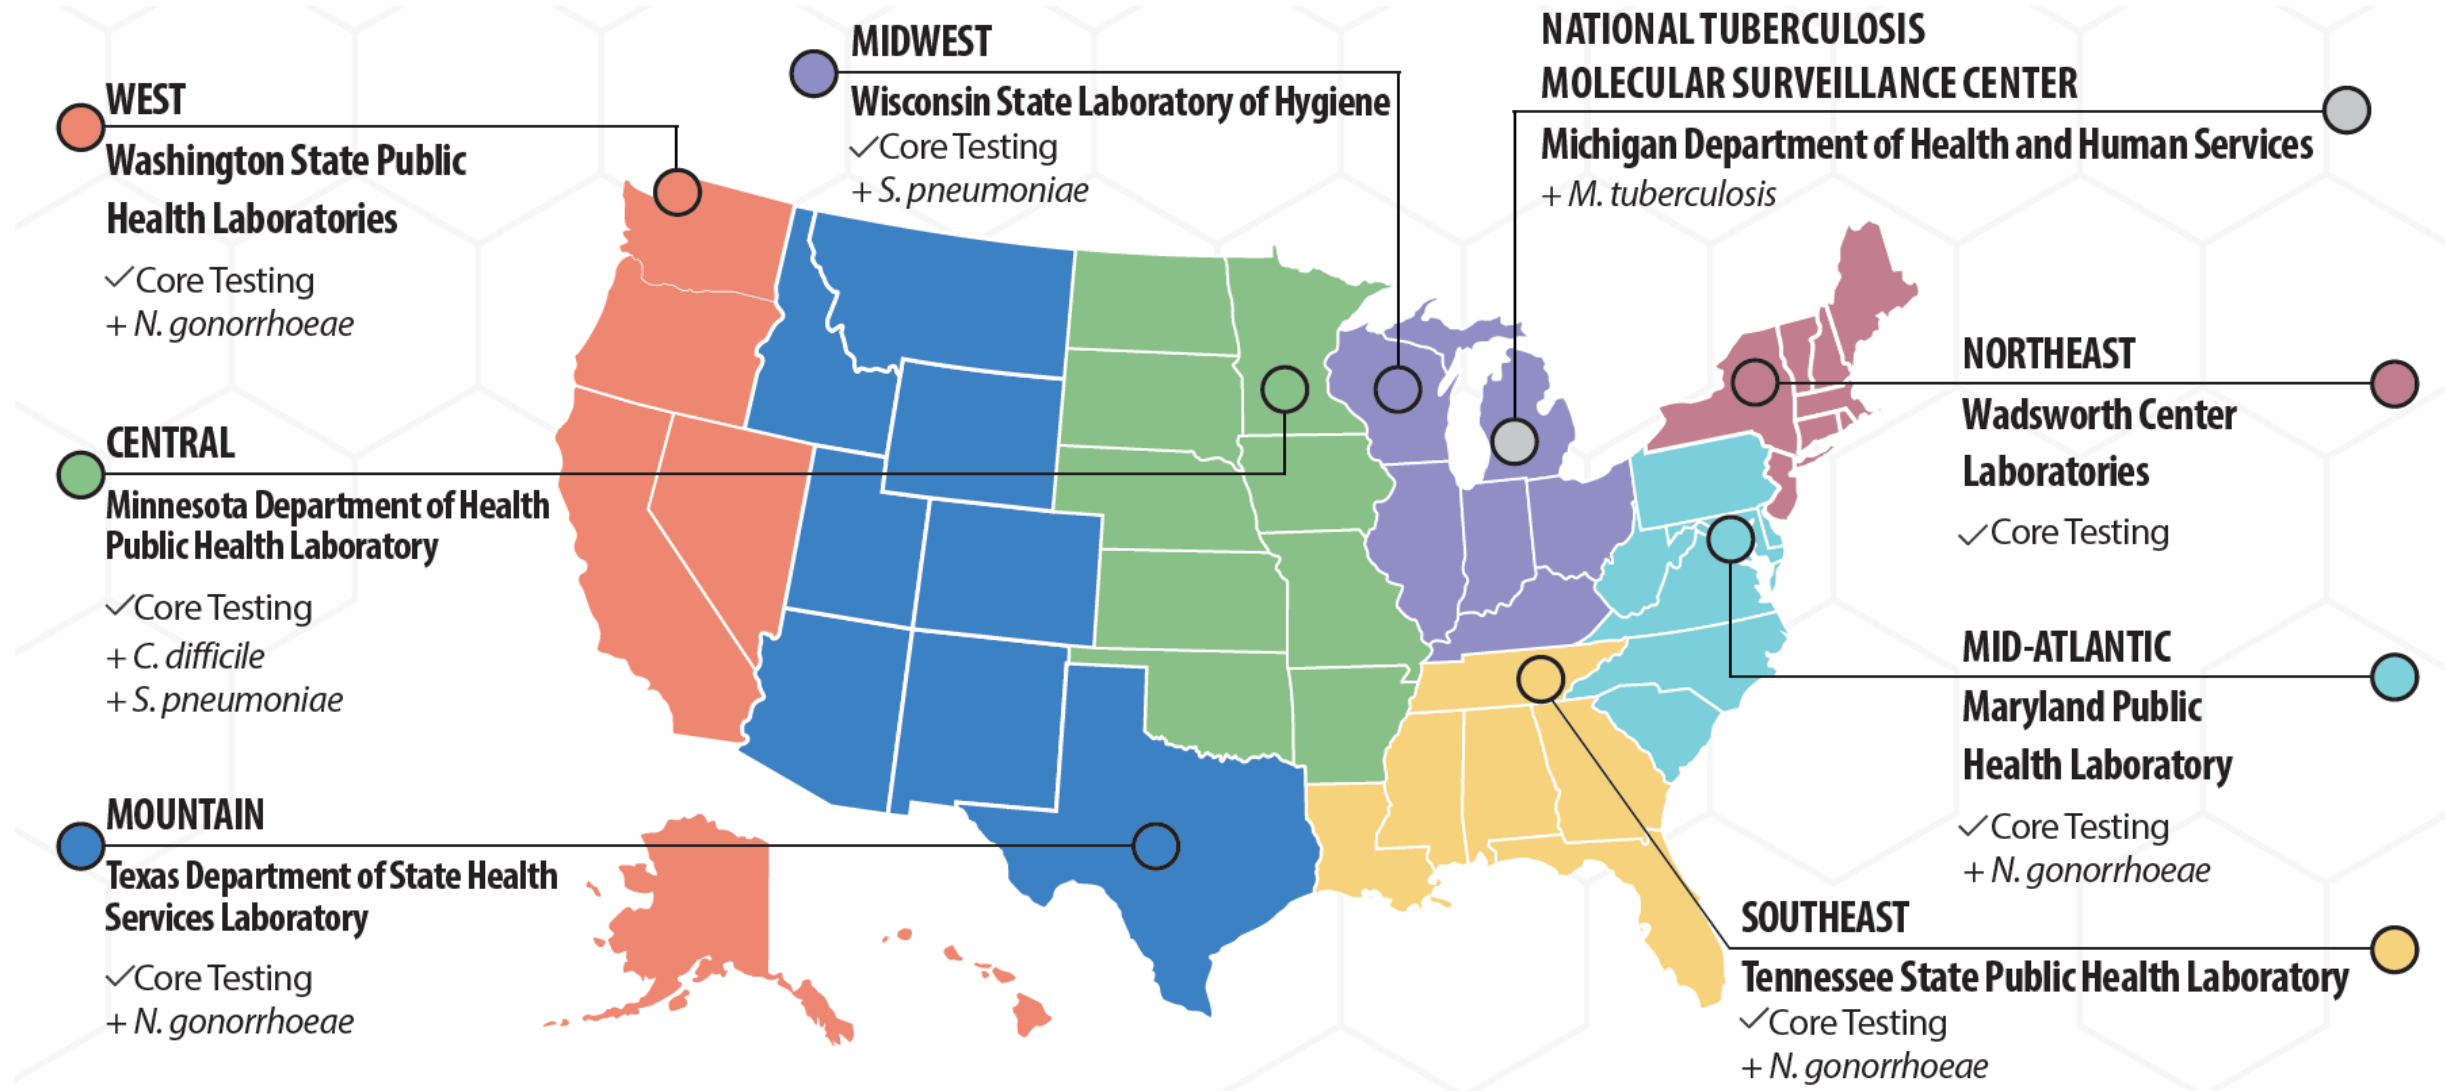 WEST
Washington State Public
Health Laboratories
✓Core Testing
+ N. gonorrhoeae
MIDWEST
Wisconsin State Laboratory of Hygiene
✓Core Testing
+ S. pneumoniae
NATIONAL TUBERCULOSIS
MOLECULAR SURVEILLANCE CENTER
Michigan Department of Health and Human Services
+ M. tuberculosis
CENTRAL
Minnesota Department of Health
Public Health Laboratory
✓Core Testing
+ C. difficile
+ S. pneumoniae
NORTHEAST
Wadsworth Center
Laboratories
✓Core Testing
MID-ATLANTIC
Maryland Public
Health Laboratory
✓Core Testing
+ N. gonorrhoeae
MOUNTAIN
Texas Department of State Health
Services Laboratory
✓Core Testing
+ N. gonorrhoeae
SOUTHEAST
Tennessee State Public Health Laboratory
✓Core Testing
+ N. gonorrhoeae